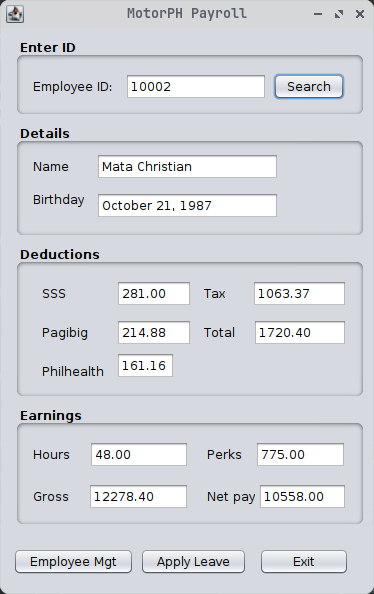 MotorPH Payroll
Enter ID
Employee ID: 10002 Search
Details
Name Mata Christian
Birthday October 21, 1987
Deductions
SSS 281.00 Tax 1063.37
Pagibig 214.88 Total 1720.40
Philhealth 161.16
Earnings
Hours 48.00 Perks 775.00
Gross 12278.40 Net pay 10558.00
Employee Mgt Apply Leave Exit